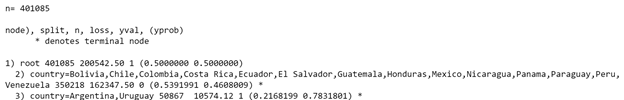 n= 401085
node), split, n, loss, yval, (yprob)
* denotes terminal node
1) root 401085 200542.50 1 (0.5000000 0.5000000)
2) country=Bolivia,Chile,Colombia,Costa Rica,Ecuador,El Salvador,Guatemala,Honduras,Mexico,Nicaragua,Panama,Paraguay,Peru,
Venezuela 350218 162347.50 0 (0.5391991 0.4608009) *
3) country=Argentina,Uruguay 50867 10574.12 1 (0.2168199 0.7831801) *